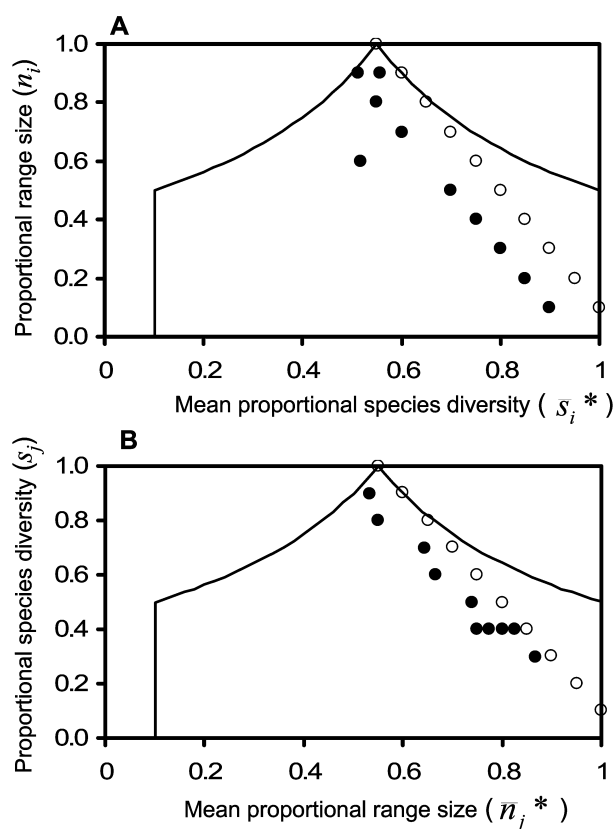 A
Proportional range size (nᵢ)
1.0
0.8
0.6
0.4
0.2
0.0
0 0.2 0.4 0.6 0.8 1
Mean proportional species diversity ( s̄ᵢ * )
B
Proportional species diversity (sⱼ)
1.0
0.8
0.6
0.4
0.2
0.0
0 0.2 0.4 0.6 0.8 1
Mean proportional range size ( n̄ⱼ * )